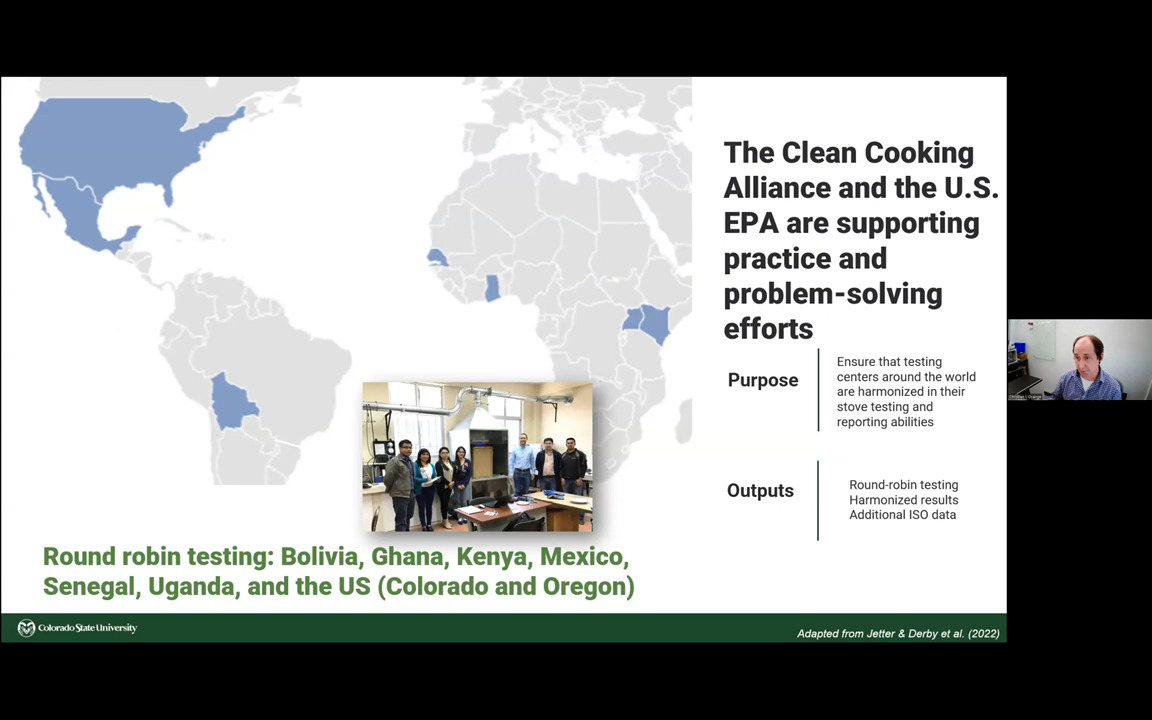 The Clean Cooking
Alliance and the U.S.
EPA are supporting
practice and
problem-solving
efforts
Purpose
Ensure that testing
centers around the world
are harmonized in their
stove testing and
reporting abilities
Outputs
Round-robin testing
Harmonized results
Additional ISO data
Round robin testing: Bolivia, Ghana, Kenya, Mexico,
Senegal, Uganda, and the US (Colorado and Oregon)
Colorado State University
Adapted from Jetter & Derby et al. (2022)